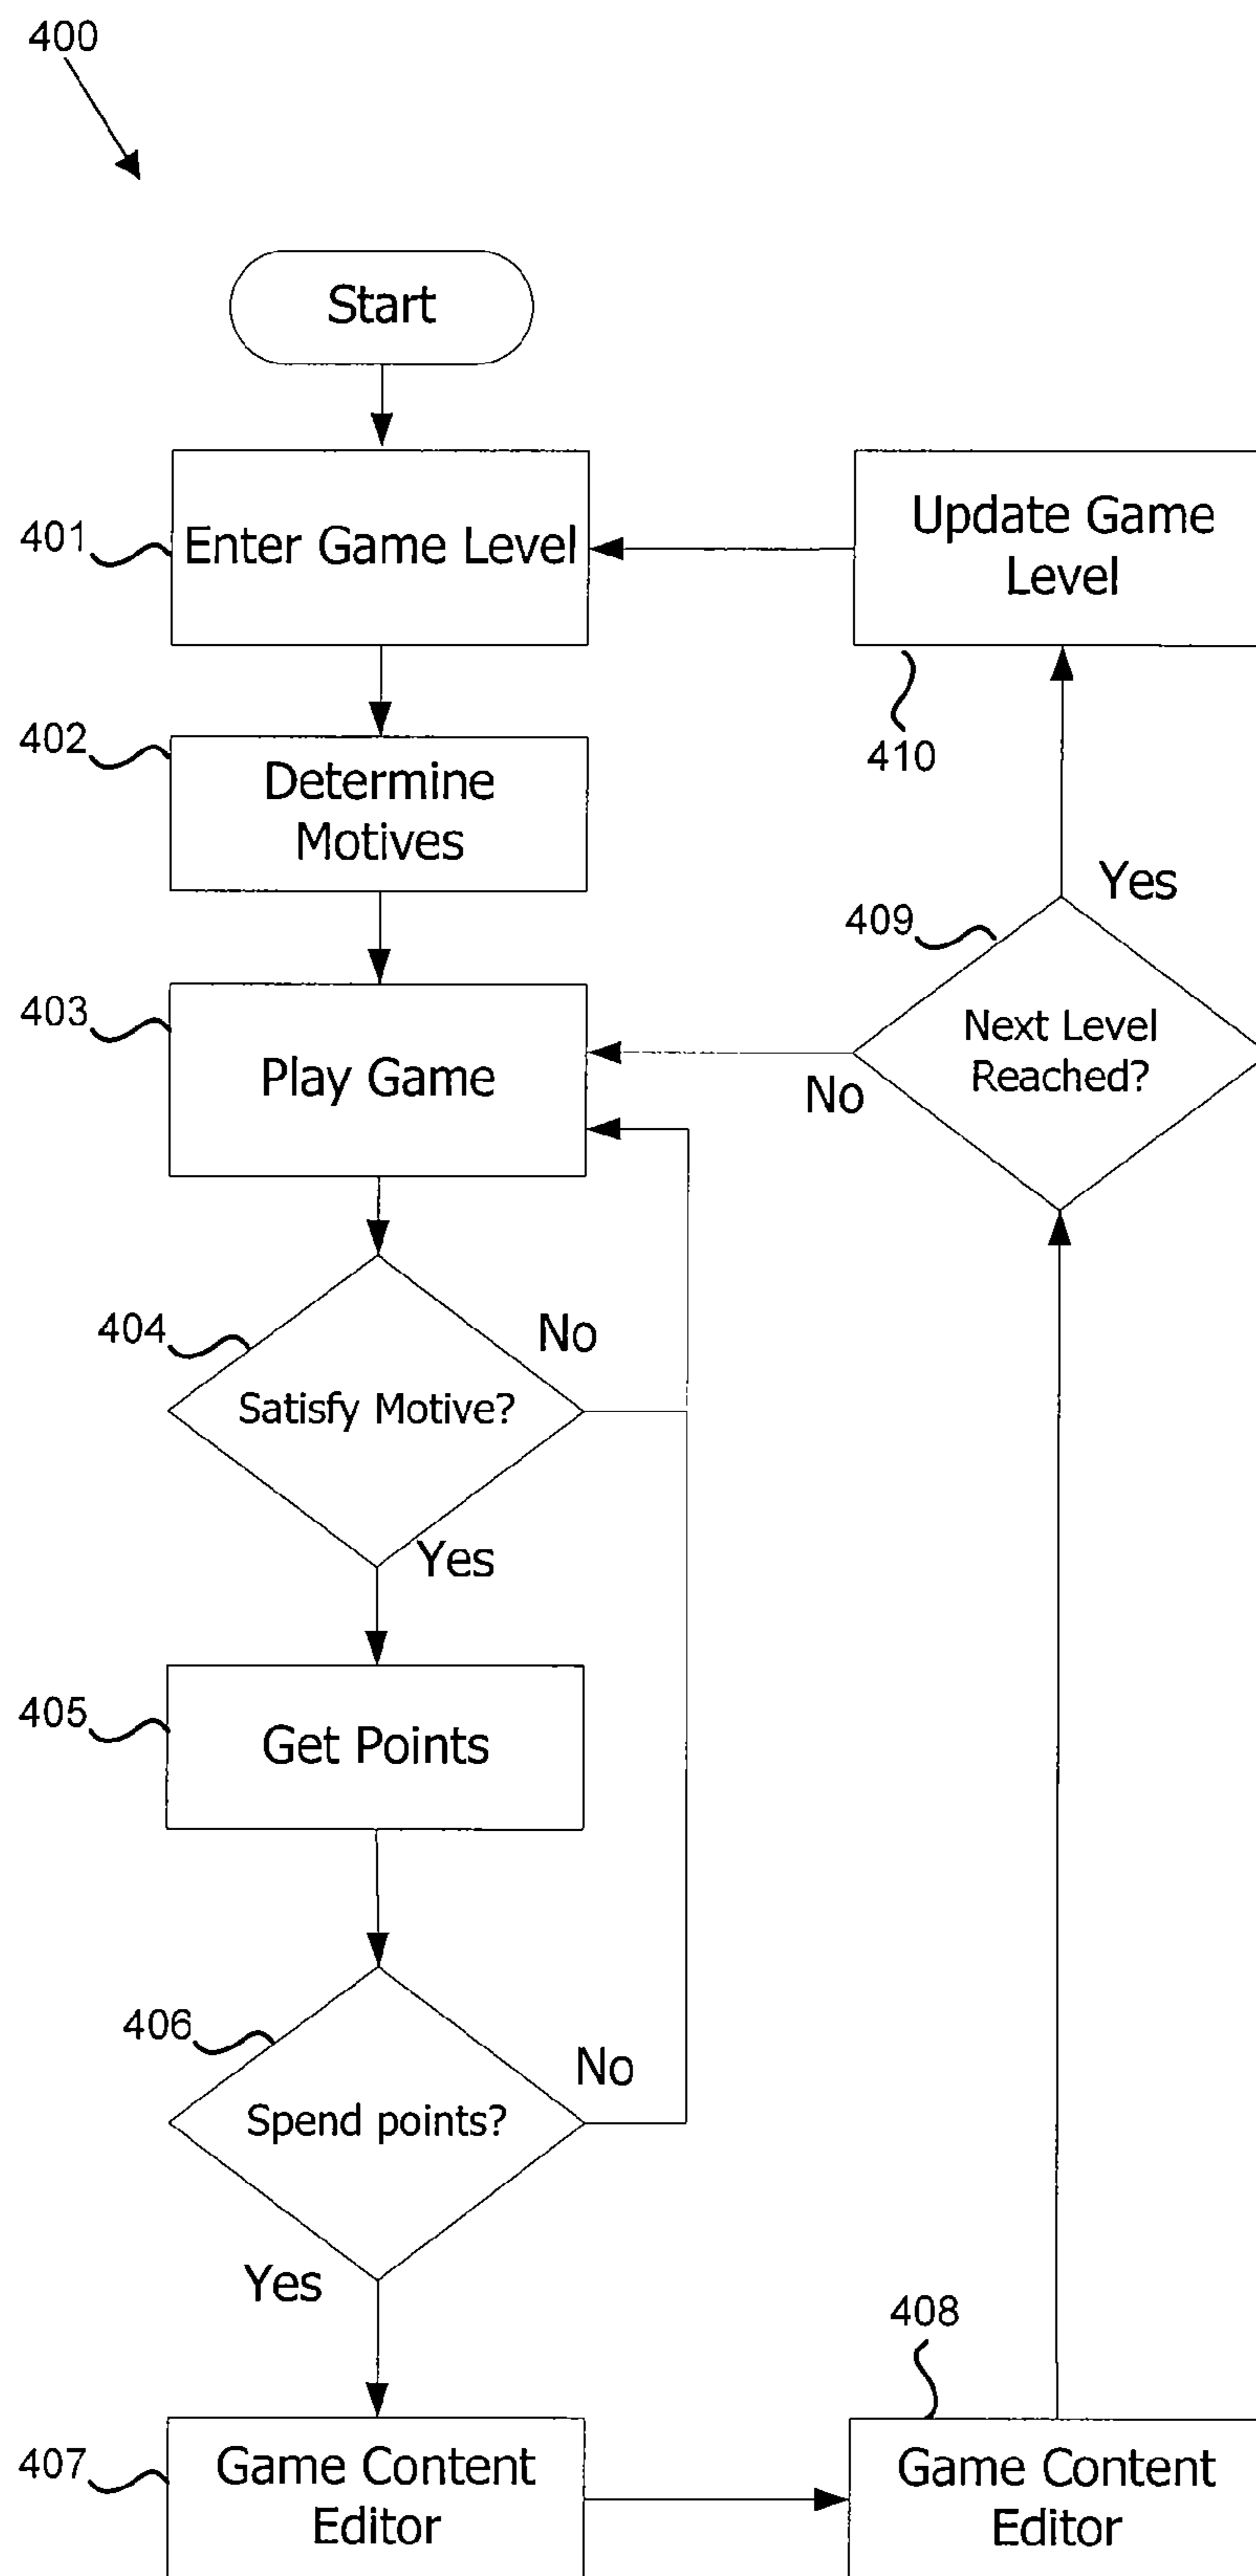 400
Start
401
Enter Game Level
Update Game
Level
410
402
Determine
Motives
403
Play Game
409
Yes
Next Level
Reached?
No
404
Satisfy Motive?
No
Yes
405
Get Points
406
Spend points?
No
Yes
407
Game Content
Editor
408
Game Content
Editor